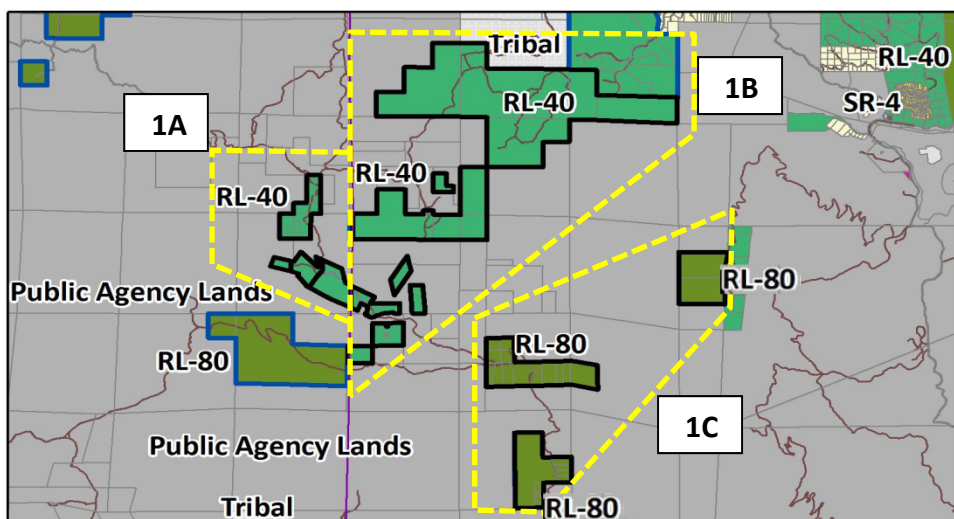 Tribal
RL-40
1B
RL-40
SR-4
1A
RL-40
RL-40
Public Agency Lands
RL-80
RL-80
RL-80
1C
Public Agency Lands
Tribal
RL-80